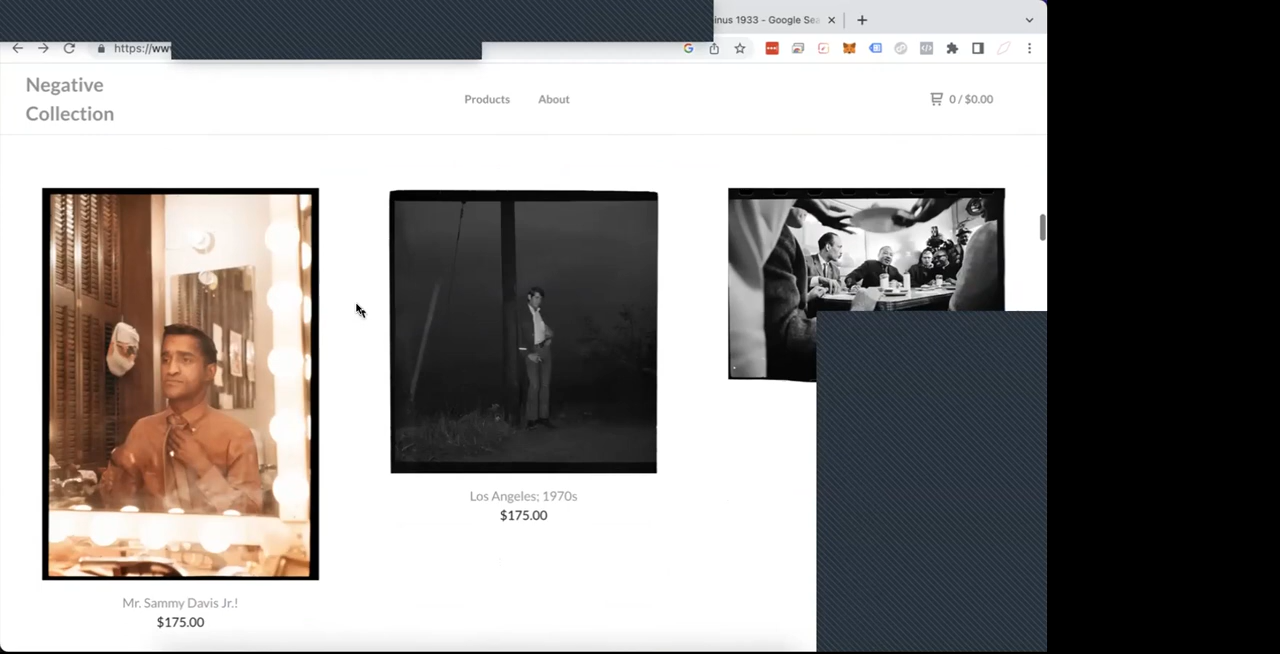 inus 1933 - Google Sea
https://www
Negative
Collection
Products
About
0 / $0.00
Los Angeles; 1970s
$175.00
Mr. Sammy Davis Jr.!
$175.00